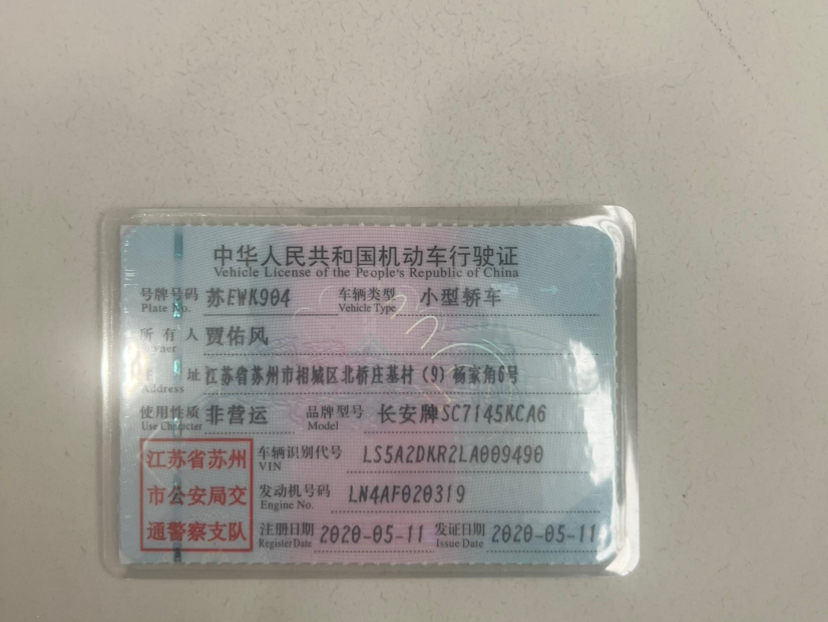 中华人民共和国机动车行驶证
Vehicle License of the People's Republic of China
号牌号码 苏EWK904 车辆类型 小型轿车
Plate No. Vehicle Type
所有人 贾佑风
Owner
住址 江苏省苏州市相城区北桥庄基村（9）杨家角6号
Address
使用性质 非营运 品牌型号 长安牌SC7145KCA6
Use Character Model
江苏省苏州
市公安局交
通警察支队
车辆识别代号 LS5A2DKR2LA009490
VIN
发动机号码 LN4AF020319
Engine No.
注册日期 2020-05-11 发证日期 2020-05-11
Register Date Issue Date